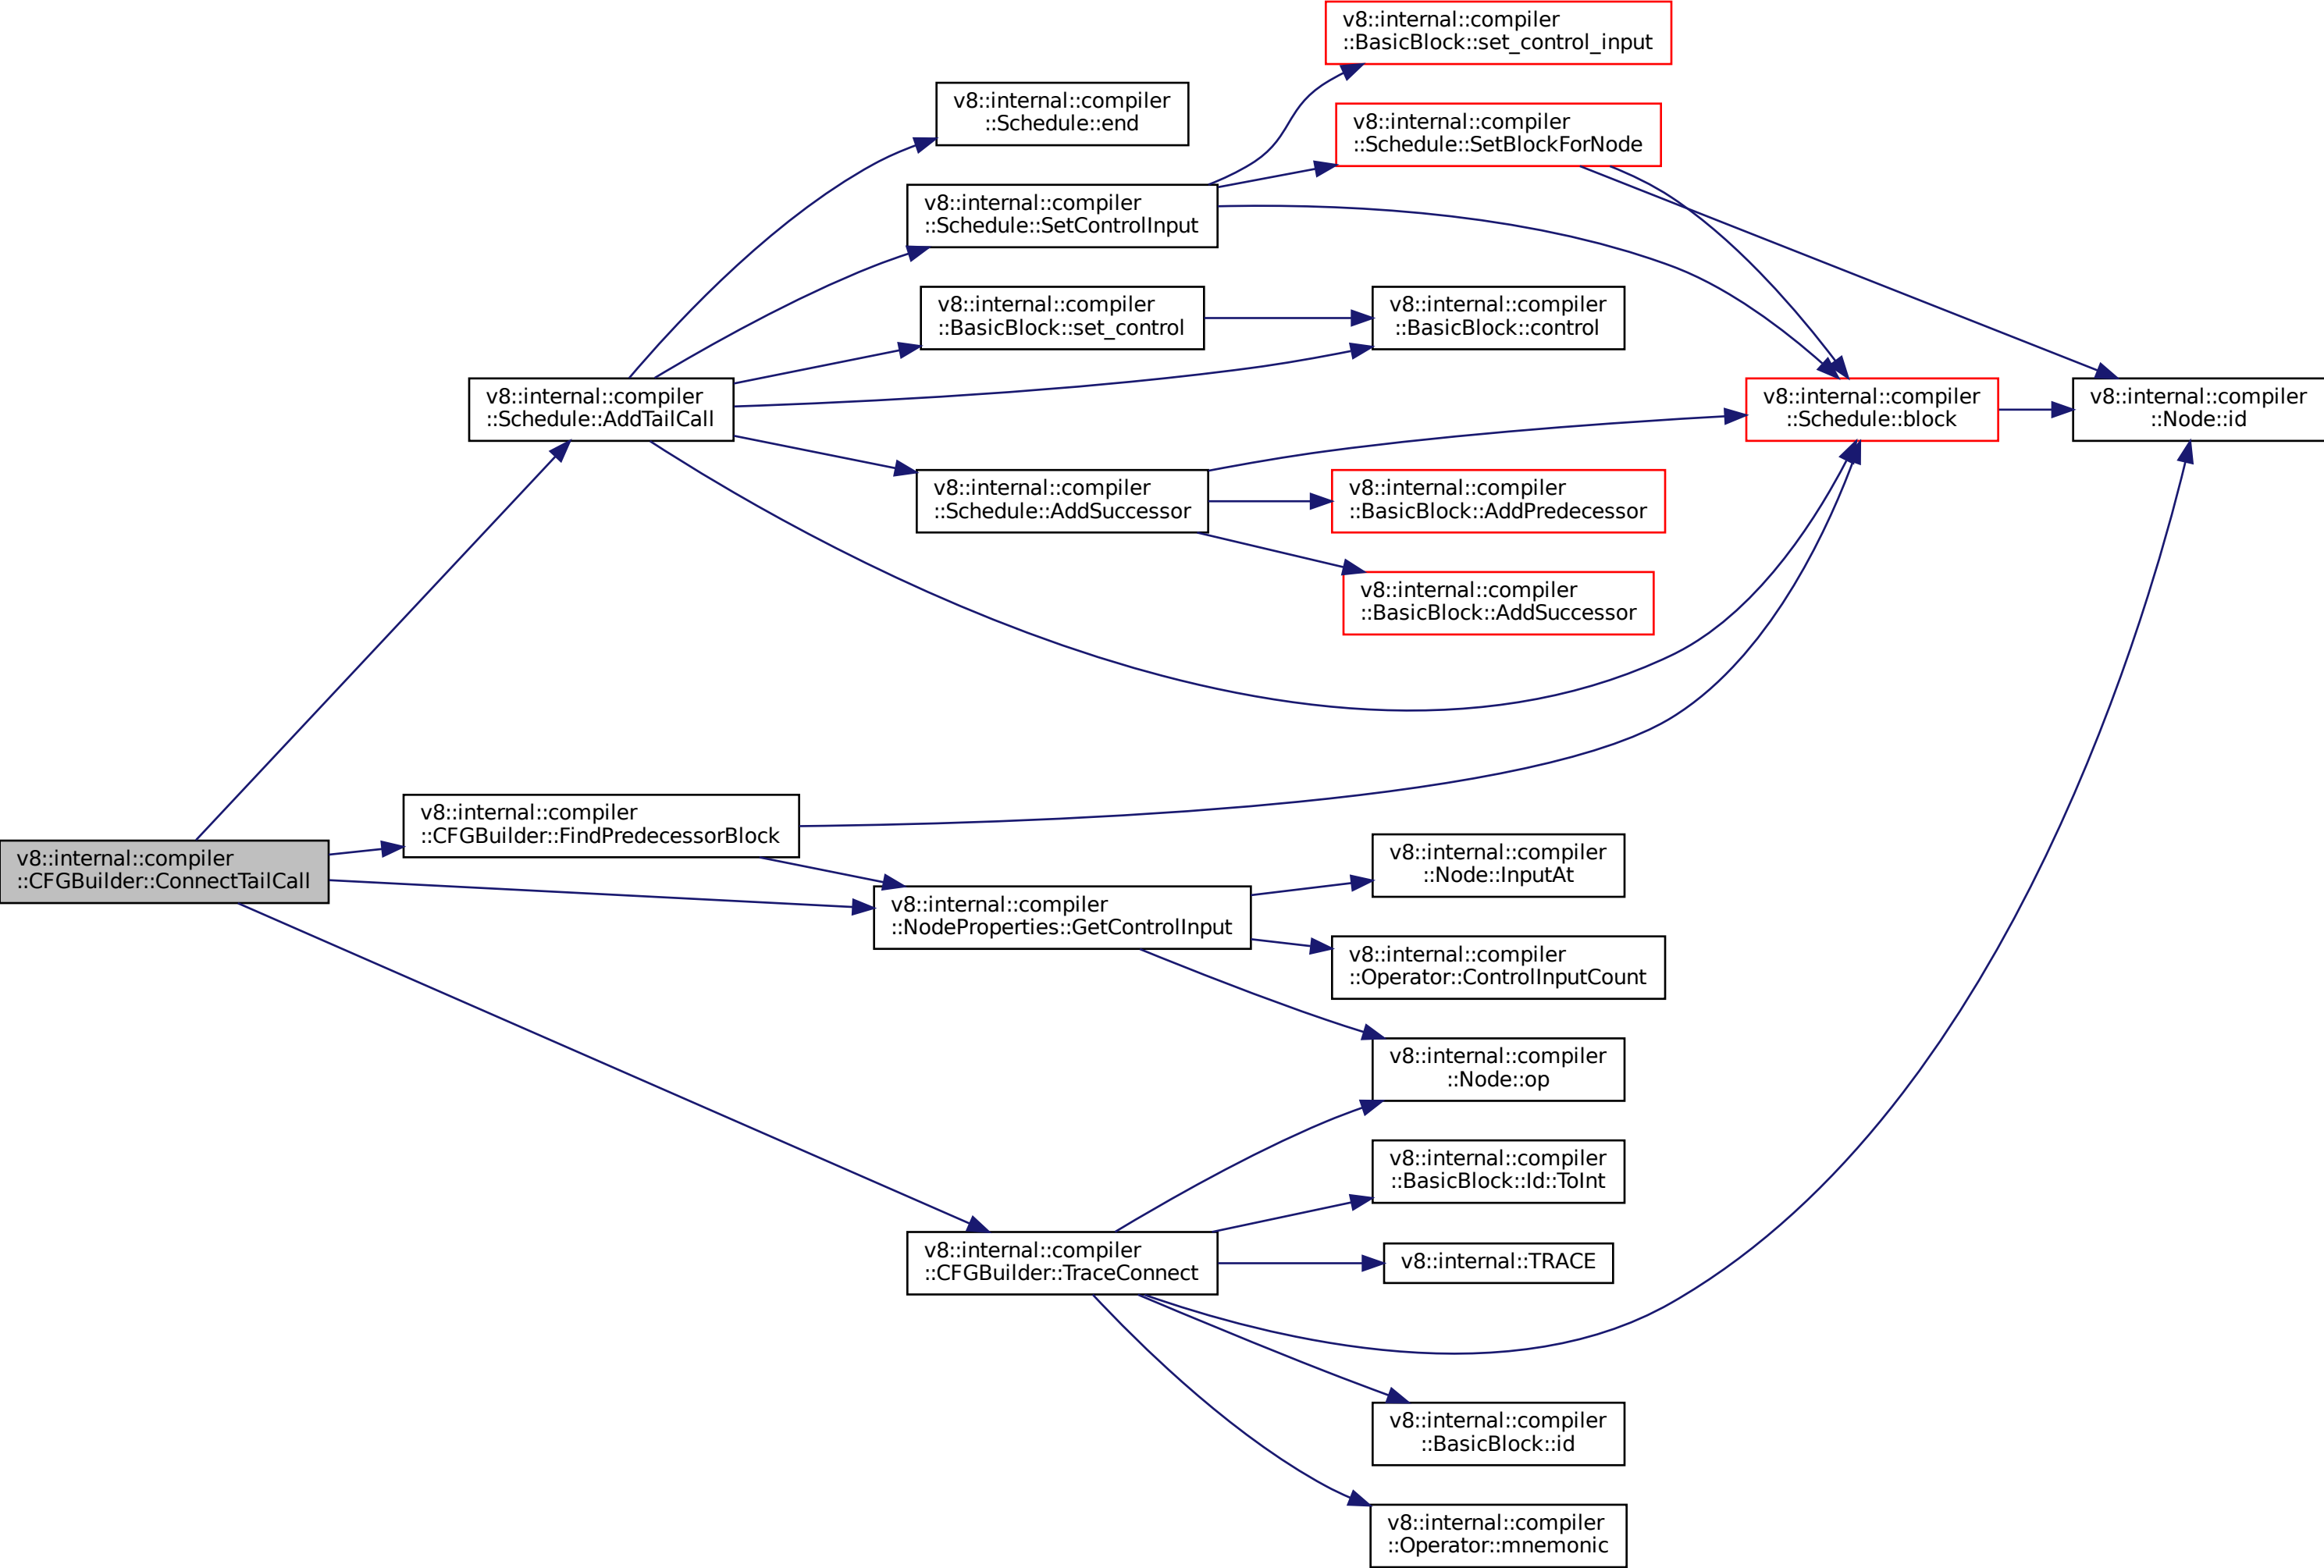 v8::internal::compiler
::BasicBlock::set_control_input
v8::internal::compiler
::Schedule::end
v8::internal::compiler
::Schedule::SetBlockForNode
v8::internal::compiler
::Schedule::SetControlInput
v8::internal::compiler
::BasicBlock::set_control
v8::internal::compiler
::BasicBlock::control
v8::internal::compiler
::Schedule::AddTailCall
v8::internal::compiler
::Schedule::block
v8::internal::compiler
::Node::id
v8::internal::compiler
::Schedule::AddSuccessor
v8::internal::compiler
::BasicBlock::AddPredecessor
v8::internal::compiler
::BasicBlock::AddSuccessor
v8::internal::compiler
::CFGBuilder::FindPredecessorBlock
v8::internal::compiler
::CFGBuilder::ConnectTailCall
v8::internal::compiler
::Node::InputAt
v8::internal::compiler
::NodeProperties::GetControlInput
v8::internal::compiler
::Operator::ControlInputCount
v8::internal::compiler
::Node::op
v8::internal::compiler
::BasicBlock::Id::ToInt
v8::internal::compiler
::CFGBuilder::TraceConnect
v8::internal::TRACE
v8::internal::compiler
::BasicBlock::id
v8::internal::compiler
::Operator::mnemonic